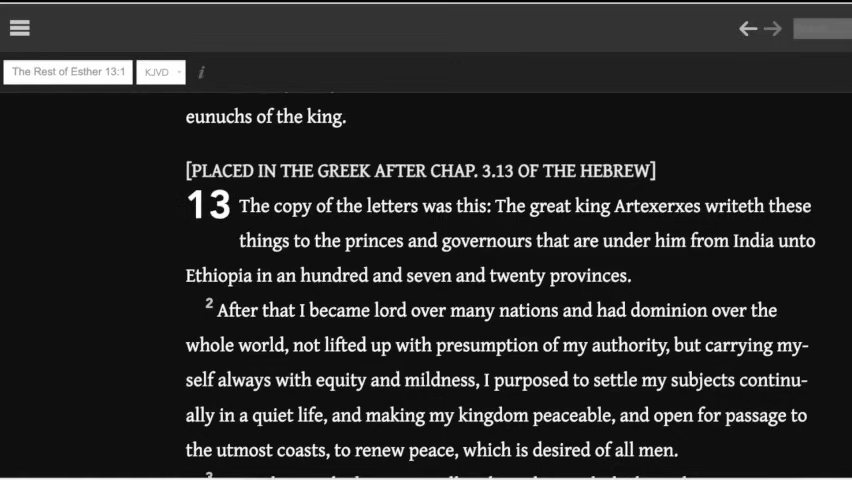 The Rest of Esther 13:1 KJVD i
eunuchs of the king.
[PLACED IN THE GREEK AFTER CHAP. 3.13 OF THE HEBREW]
13 The copy of the letters was this: The great king Artexerxes writeth these
things to the princes and governours that are under him from India unto
Ethiopia in an hundred and seven and twenty provinces.
2 After that I became lord over many nations and had dominion over the
whole world, not lifted up with presumption of my authority, but carrying my-
self always with equity and mildness, I purposed to settle my subjects continu-
ally in a quiet life, and making my kingdom peaceable, and open for passage to
the utmost coasts, to renew peace, which is desired of all men.
3